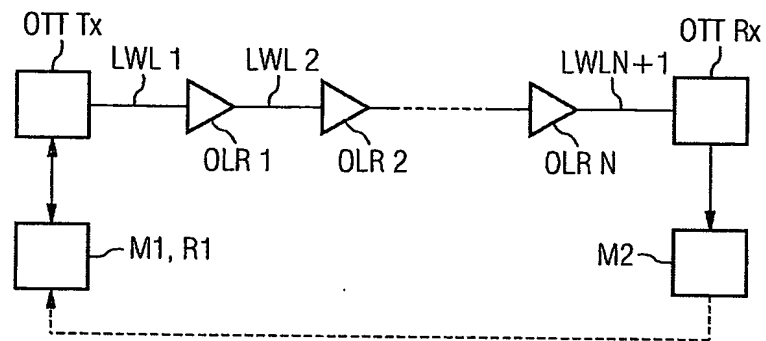 OTT Tx
OTT Rx
LWL 1
LWL 2
LWLN+1
OLR 1
OLR 2
OLR N
M1, R1
M2